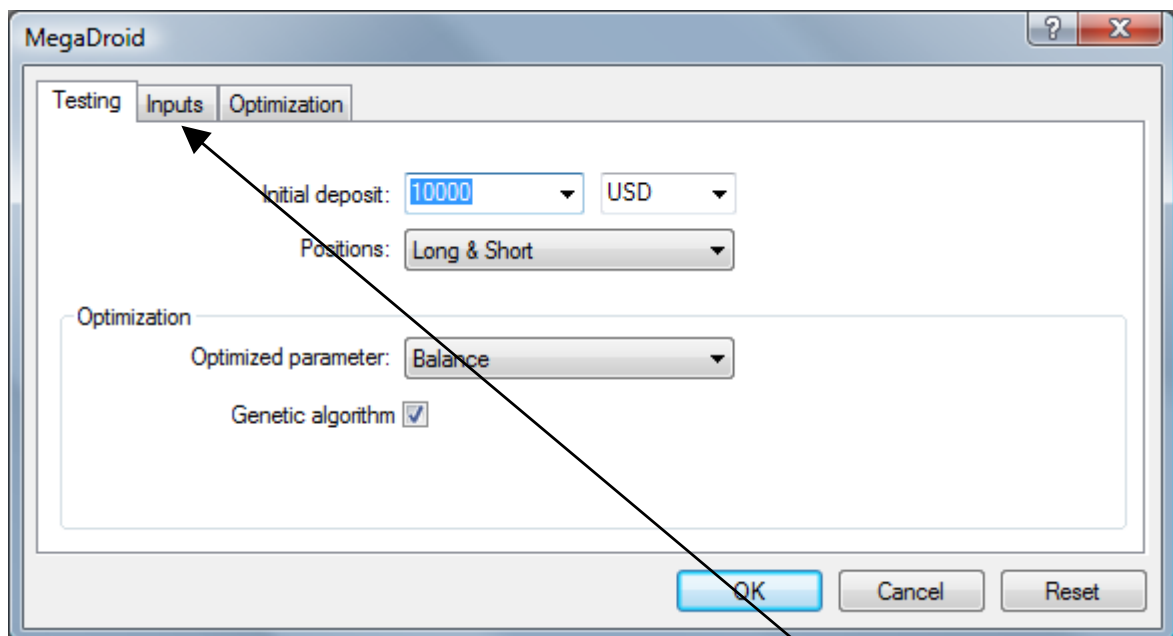 MegaDroid
Testing Inputs Optimization
Initial deposit: 10000 USD
Positions: Long & Short
Optimization
Optimized parameter: Balance
Genetic algorithm
OK Cancel Reset